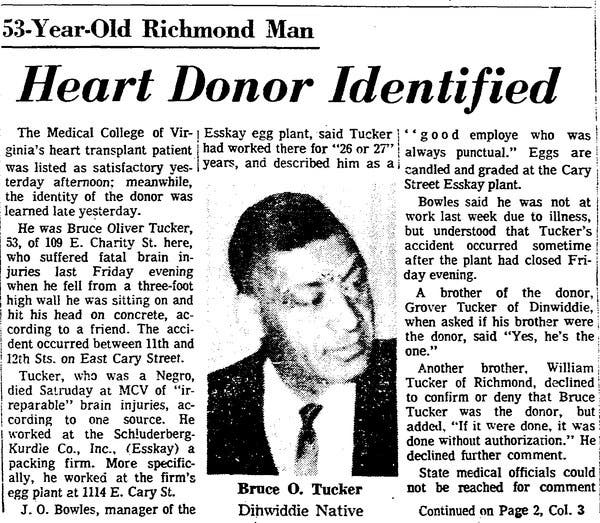 53-Year-Old Richmond Man
Heart Donor Identified
The Medical College of Vir-
ginia's heart transplant patient
was listed as satisfactory yes-
terday afternoon; meanwhile,
the identity of the donor was
learned late yesterday.
He was Bruce Oliver Tucker,
53, of 109 E. Charity St. here,
who suffered fatal brain in-
juries last Friday evening
when he fell from a three-foot
high wall he was sitting on and
hit his head on concrete, ac-
cording to a friend. The acci-
dent occurred between 11th and
12th Sts. on East Cary Street.
Tucker, who was a Negro,
died Satruday at MCV of "ir-
reparable" brain injuries, ac-
cording to one source. He
worked at the Schluderberg-
Kurdle Co., Inc., (Esskay) a
packing firm. More specific-
ally, he worked at the firm's
egg plant at 1114 E. Cary St.
J. O. Bowles, manager of the
Esskay egg plant, said Tucker
had worked there for "26 or 27"
years, and described him as a
Bruce O. Tucker
Dinwiddie Native
"good employe who was
always punctual." Eggs are
candled and graded at the Cary
Street Esskay plant.
Bowles said he was not at
work last week due to illness,
but understood that Tucker's
accident occurred sometime
after the plant had closed Fri-
day evening.
A brother of the donor,
Grover Tucker of Dinwiddie,
when asked if his brother were
the donor, said "Yes, he's the
one."
Another brother, William
Tucker of Richmond, declined
to confirm or deny that Bruce
Tucker was the donor, but
added, "If it were done, it was
done without authorization." He
declined further comment.
State medical officials could
not be reached for comment
Continued on Page 2, Col. 3